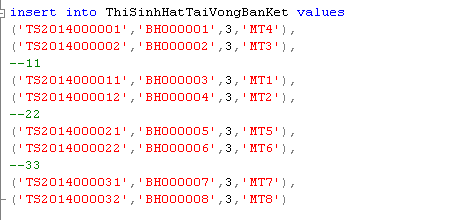 insert into ThiSinhHatTaiVongBanKet values
('TS2014000001','BH000001',3,'MT4'),
('TS2014000002','BH000002',3,'MT3'),
--11
('TS2014000011','BH000003',3,'MT1'),
('TS2014000012','BH000004',3,'MT2'),
--22
('TS2014000021','BH000005',3,'MT5'),
('TS2014000022','BH000006',3,'MT6'),
--33
('TS2014000031','BH000007',3,'MT7'),
('TS2014000032','BH000008',3,'MT8')